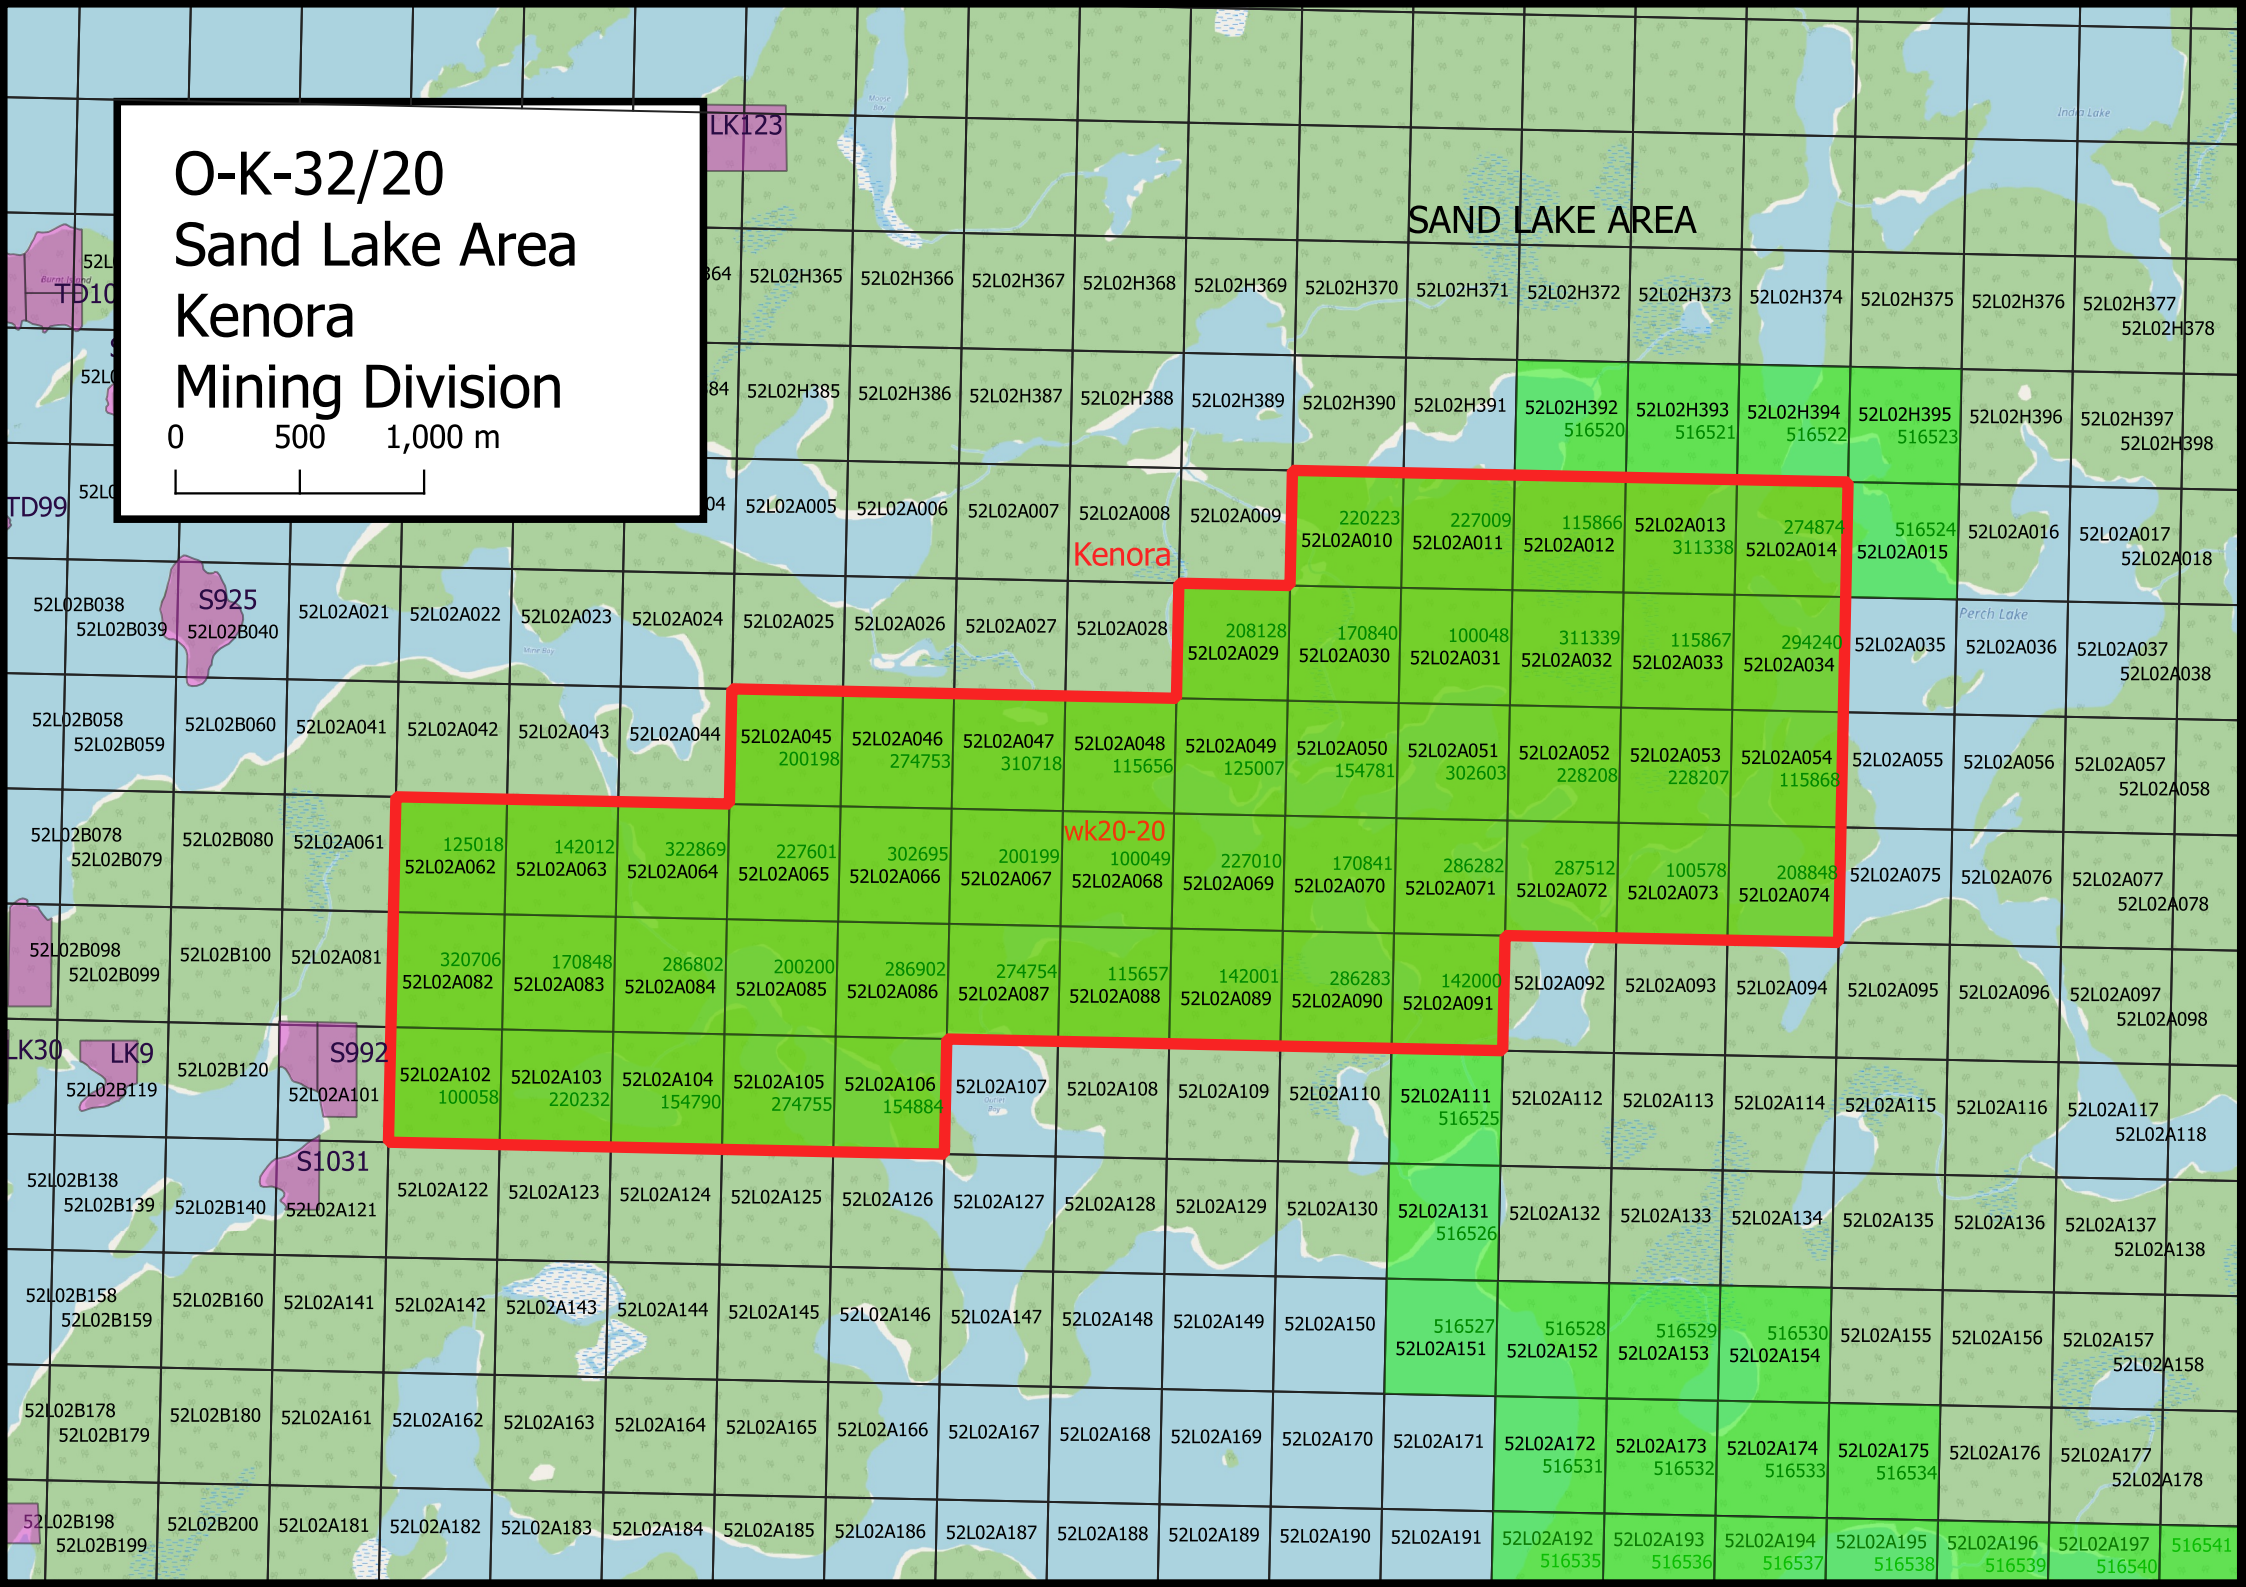 O-K-32/20
Sand Lake Area
Kenora
Mining Division
0 500 1,000 m
LK123
Moose Bay
Indra Lake
SAND LAKE AREA
52L
Burnt Island
TD10
364 52L02H365 52L02H366 52L02H367 52L02H368 52L02H369 52L02H370 52L02H371 52L02H372 52L02H373 52L02H374 52L02H375 52L02H376 52L02H377
52L02H378
52L
84 52L02H385 52L02H386 52L02H387 52L02H388 52L02H389 52L02H390 52L02H391 52L02H392 52L02H393 52L02H394 52L02H395 52L02H396 52L02H397
516520 516521 516522 516523 52L02H398
TD99 52L
04 52L02A005 52L02A006 52L02A007 52L02A008 52L02A009 220223 227009 115866 52L02A013 274874 516524 52L02A016 52L02A017
52L02A010 52L02A011 52L02A012 311338 52L02A014 52L02A015 52L02A018
Kenora
52L02B038 S925 52L02A021 52L02A022 52L02A023 52L02A024 52L02A025 52L02A026 52L02A027 52L02A028 208128 170840 100048 311339 115867 294240 Perch Lake
52L02B039 52L02B040 52L02A029 52L02A030 52L02A031 52L02A032 52L02A033 52L02A034 52L02A035 52L02A036 52L02A037
Mine Bay 52L02A038
52L02B058 52L02B060 52L02A041 52L02A042 52L02A043 52L02A044 52L02A045 52L02A046 52L02A047 52L02A048 52L02A049 52L02A050 52L02A051 52L02A052 52L02A053 52L02A054 52L02A055 52L02A056 52L02A057
52L02B059 200198 274753 310718 115656 125007 154781 302603 228208 228207 115868 52L02A058
wk20-20
52L02B078 52L02B080 52L02A061 125018 142012 322869 227601 302695 200199 100049 227010 170841 286282 287512 100578 208848
52L02B079 52L02A062 52L02A063 52L02A064 52L02A065 52L02A066 52L02A067 52L02A068 52L02A069 52L02A070 52L02A071 52L02A072 52L02A073 52L02A074 52L02A075 52L02A076 52L02A077
52L02A078
52L02B098 52L02B100 52L02A081 320706 170848 286802 200200 286902 274754 115657 142001 286283 142000
52L02B099 52L02A082 52L02A083 52L02A084 52L02A085 52L02A086 52L02A087 52L02A088 52L02A089 52L02A090 52L02A091 52L02A092 52L02A093 52L02A094 52L02A095 52L02A096 52L02A097
52L02A098
LK30 LK9 S992
52L02B119 52L02B120 52L02A101 52L02A102 52L02A103 52L02A104 52L02A105 52L02A106 52L02A107 52L02A108 52L02A109 52L02A110 52L02A111 52L02A112 52L02A113 52L02A114 52L02A115 52L02A116 52L02A117
100058 220232 154790 274755 154884 516525 52L02A118
S1031
52L02B138 52L02B140 52L02A121 52L02A122 52L02A123 52L02A124 52L02A125 52L02A126 52L02A127 52L02A128 52L02A129 52L02A130 52L02A131 52L02A132 52L02A133 52L02A134 52L02A135 52L02A136 52L02A137
52L02B139 516526 52L02A138
52L02B158 52L02B160 52L02A141 52L02A142 52L02A143 52L02A144 52L02A145 52L02A146 52L02A147 52L02A148 52L02A149 52L02A150 516527 516528 516529 516530
52L02B159 52L02A151 52L02A152 52L02A153 52L02A154 52L02A155 52L02A156 52L02A157
52L02A158
52L02B178 52L02B180 52L02A161 52L02A162 52L02A163 52L02A164 52L02A165 52L02A166 52L02A167 52L02A168 52L02A169 52L02A170 52L02A171 52L02A172 52L02A173 52L02A174 52L02A175 52L02A176 52L02A177
52L02B179 516531 516532 516533 516534 52L02A178
52L02B198 52L02B200 52L02A181 52L02A182 52L02A183 52L02A184 52L02A185 52L02A186 52L02A187 52L02A188 52L02A189 52L02A190 52L02A191 52L02A192 52L02A193 52L02A194 52L02A195 52L02A196 52L02A197 516541
52L02B199 516535 516536 516537 516538 516539 516540